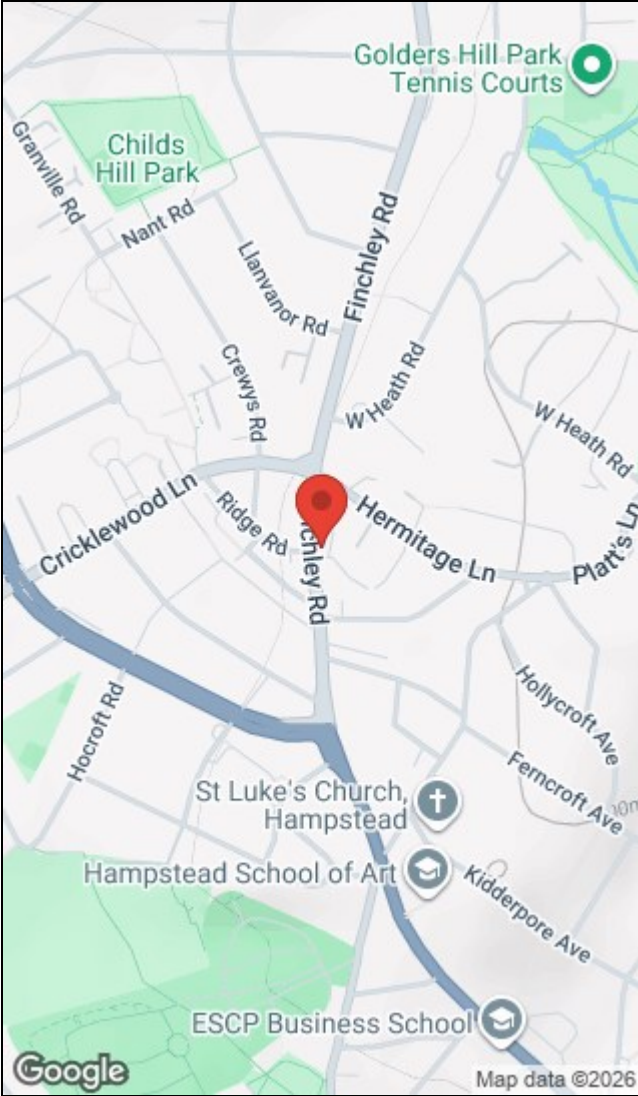 Golders Hill Park
Tennis Courts
Childs
Hill Park
Granville Rd
Nant Rd
Llanvanor Rd
Finchley Rd
Crewys Rd
W Heath Rd
W Heath Rd
Cricklewood Ln
Ridge Rd
Hermitage Ln
Platt's Ln
chley Rd
Hollycroft Ave
Hocroft Rd
Ferncroft Ave
St Luke's Church,
Hampstead
Hampstead School of Art
Kidderpore Ave
ESCP Business School
Google
Map data ©2026